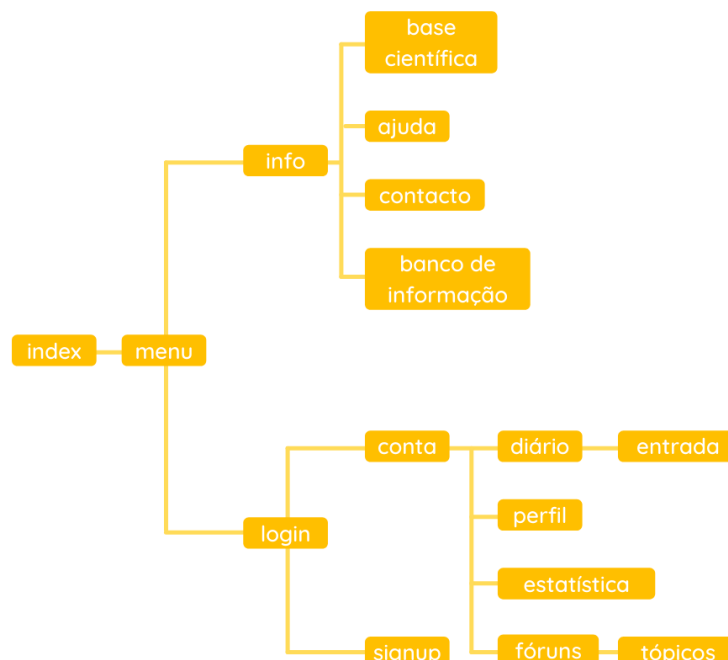 base
científica
ajuda
info
contacto
banco de
informação
index
menu
conta
diário
entrada
perfil
login
estatística
signup
fóruns
tópicos